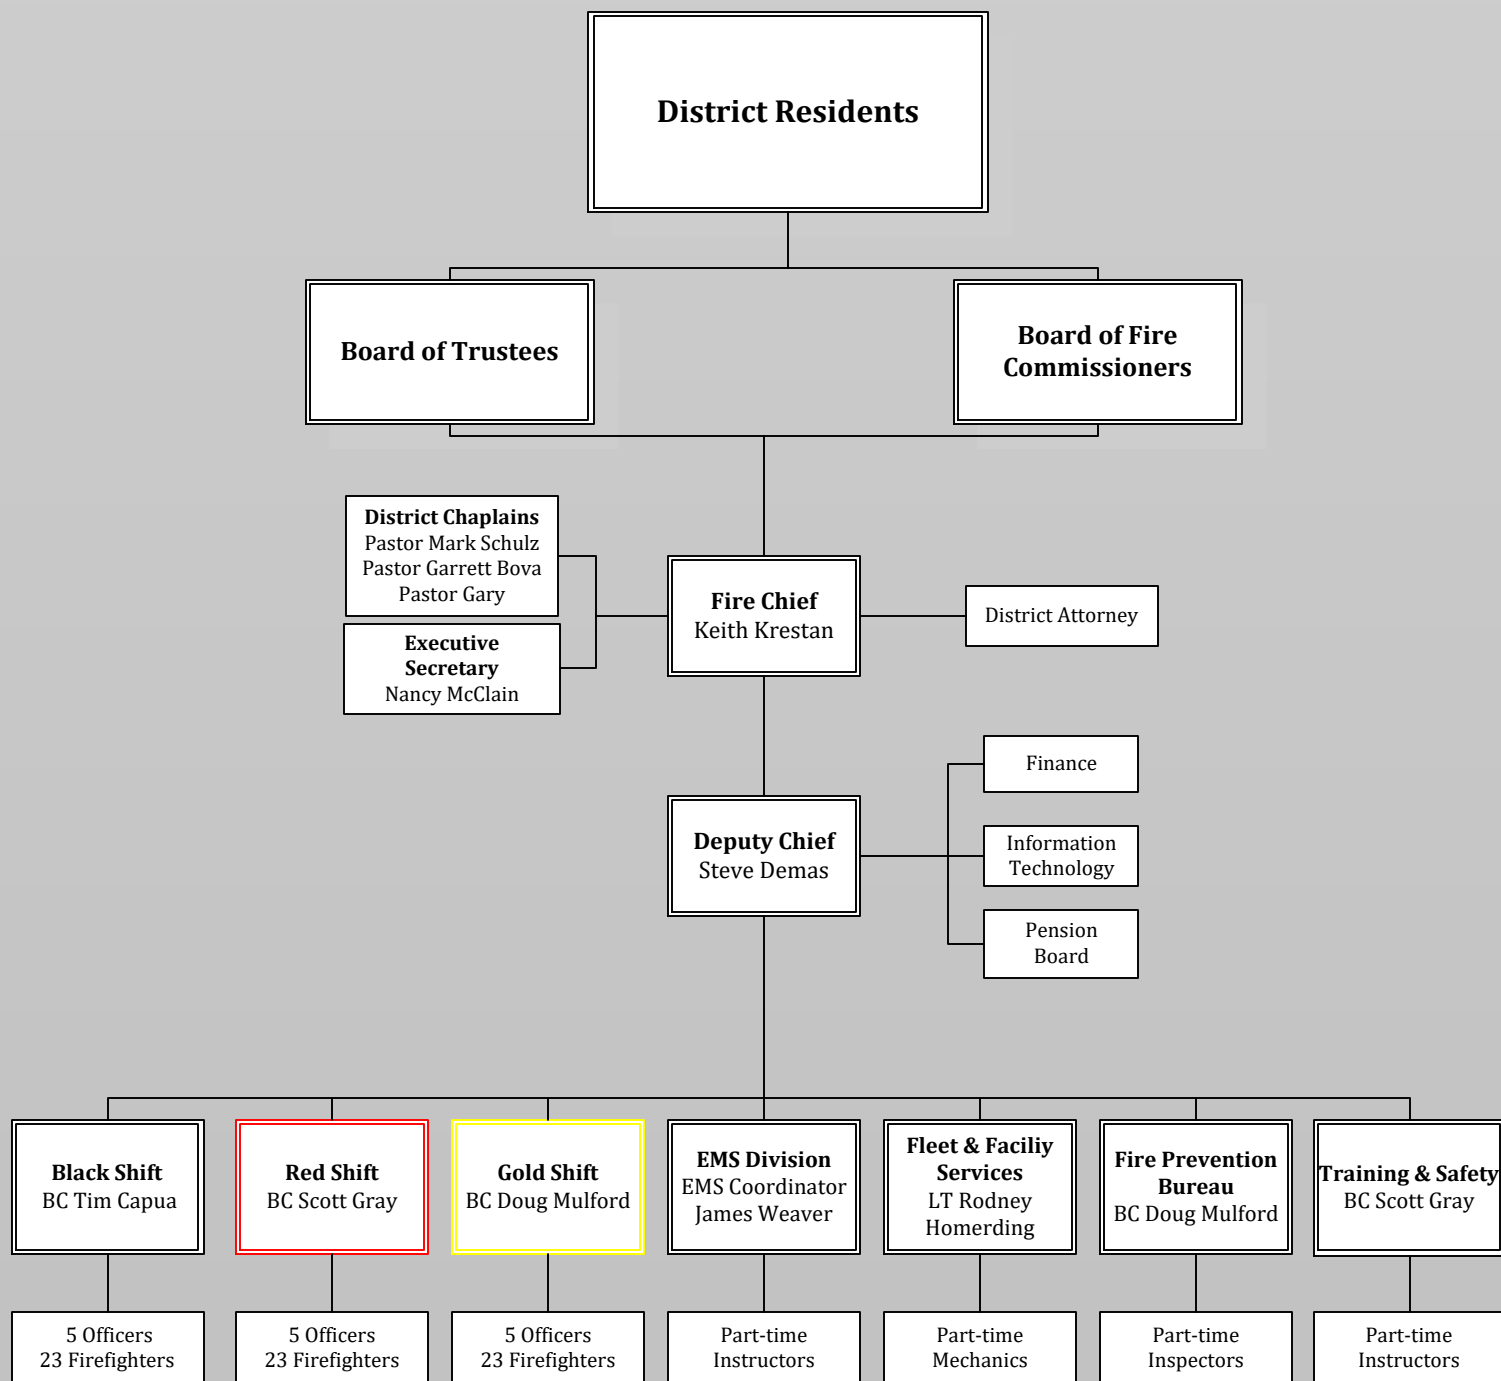 District Residents
Board of Trustees
Board of Fire
Commissioners
District Chaplains
Pastor Mark Schulz
Pastor Garrett Bova
Pastor Gary
Executive
Secretary
Nancy McClain
Fire Chief
Keith Krestan
District Attorney
Deputy Chief
Steve Demas
Finance
Information
Technology
Pension
Board
Black Shift
BC Tim Capua
Red Shift
BC Scott Gray
Gold Shift
BC Doug Mulford
EMS Division
EMS Coordinator
James Weaver
Fleet & Faciliy
Services
LT Rodney
Homerding
Fire Prevention
Bureau
BC Doug Mulford
Training & Safety
BC Scott Gray
5 Officers
23 Firefighters
5 Officers
23 Firefighters
5 Officers
23 Firefighters
Part-time
Instructors
Part-time
Mechanics
Part-time
Inspectors
Part-time
Instructors